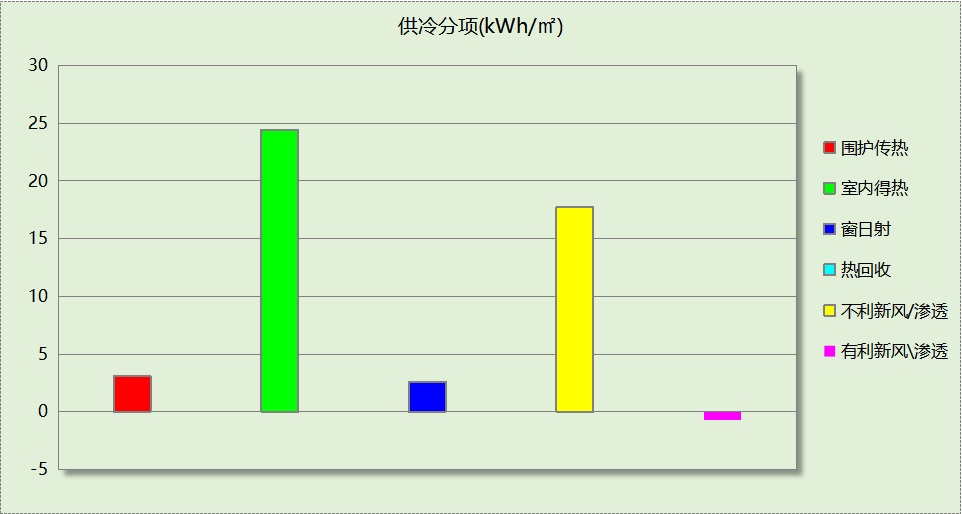 供冷分项(kWh/㎡)
30
25
20
15
10
5
0
-5
围护传热
室内得热
窗日射
热回收
不利新风/渗透
有利新风\渗透